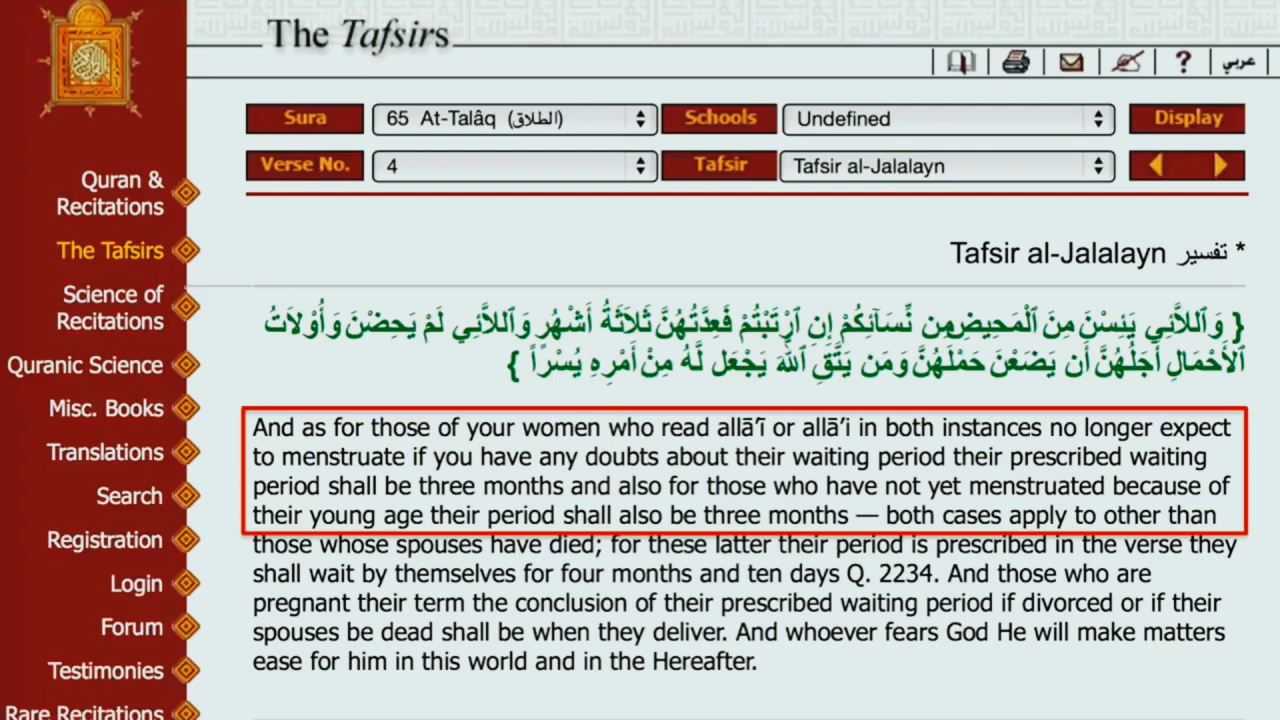 The Tafsirs
? عربي
Sura 65 At-Talâq (الطلاق) Schools Undefined Display
Verse No. 4 Tafsir Tafsir al-Jalalayn
Quran &
Recitations
The Tafsirs
Science of
Recitations
Quranic Science
Misc. Books
Translations
Search
Registration
Login
Forum
Testimonies
Rare Recitations
* تفسير Tafsir al-Jalalayn
{ وَٱللاَّئِي يَئِسْنَ مِنَ ٱلْمَحِيضِ مِن نِّسَآئِكُمْ إِنِ ٱرْتَبْتُمْ فَعِدَّتُهُنَّ ثَلاَثَةُ أَشْهُرٍ وَٱللاَّئِي لَمْ يَحِضْنَ وَأُوْلاَتُ
ٱلأَحْمَالِ أَجَلُهُنَّ أَن يَضَعْنَ حَمْلَهُنَّ وَمَن يَتَّقِ ٱللَّهَ يَجْعَل لَّهُ مِنْ أَمْرِهِ يُسْراً }
And as for those of your women who read allā’ī or allā’i in both instances no longer expect
to menstruate if you have any doubts about their waiting period their prescribed waiting
period shall be three months and also for those who have not yet menstruated because of
their young age their period shall also be three months — both cases apply to other than
those whose spouses have died; for these latter their period is prescribed in the verse they
shall wait by themselves for four months and ten days Q. 2234. And those who are
pregnant their term the conclusion of their prescribed waiting period if divorced or if their
spouses be dead shall be when they deliver. And whoever fears God He will make matters
ease for him in this world and in the Hereafter.